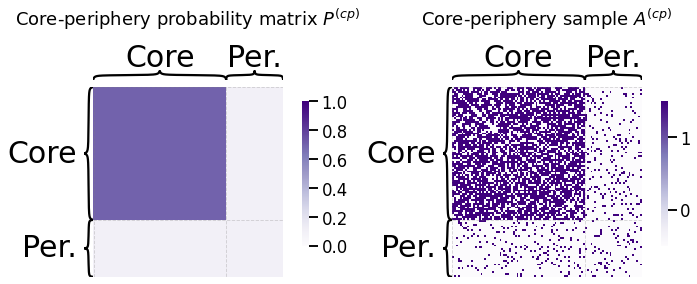 Core-periphery probability matrix P^(cp)
Core Per.
Core
Per.
1.0
0.8
0.6
0.4
0.2
0.0
Core-periphery sample A^(cp)
Core Per.
Core
Per.
1
0